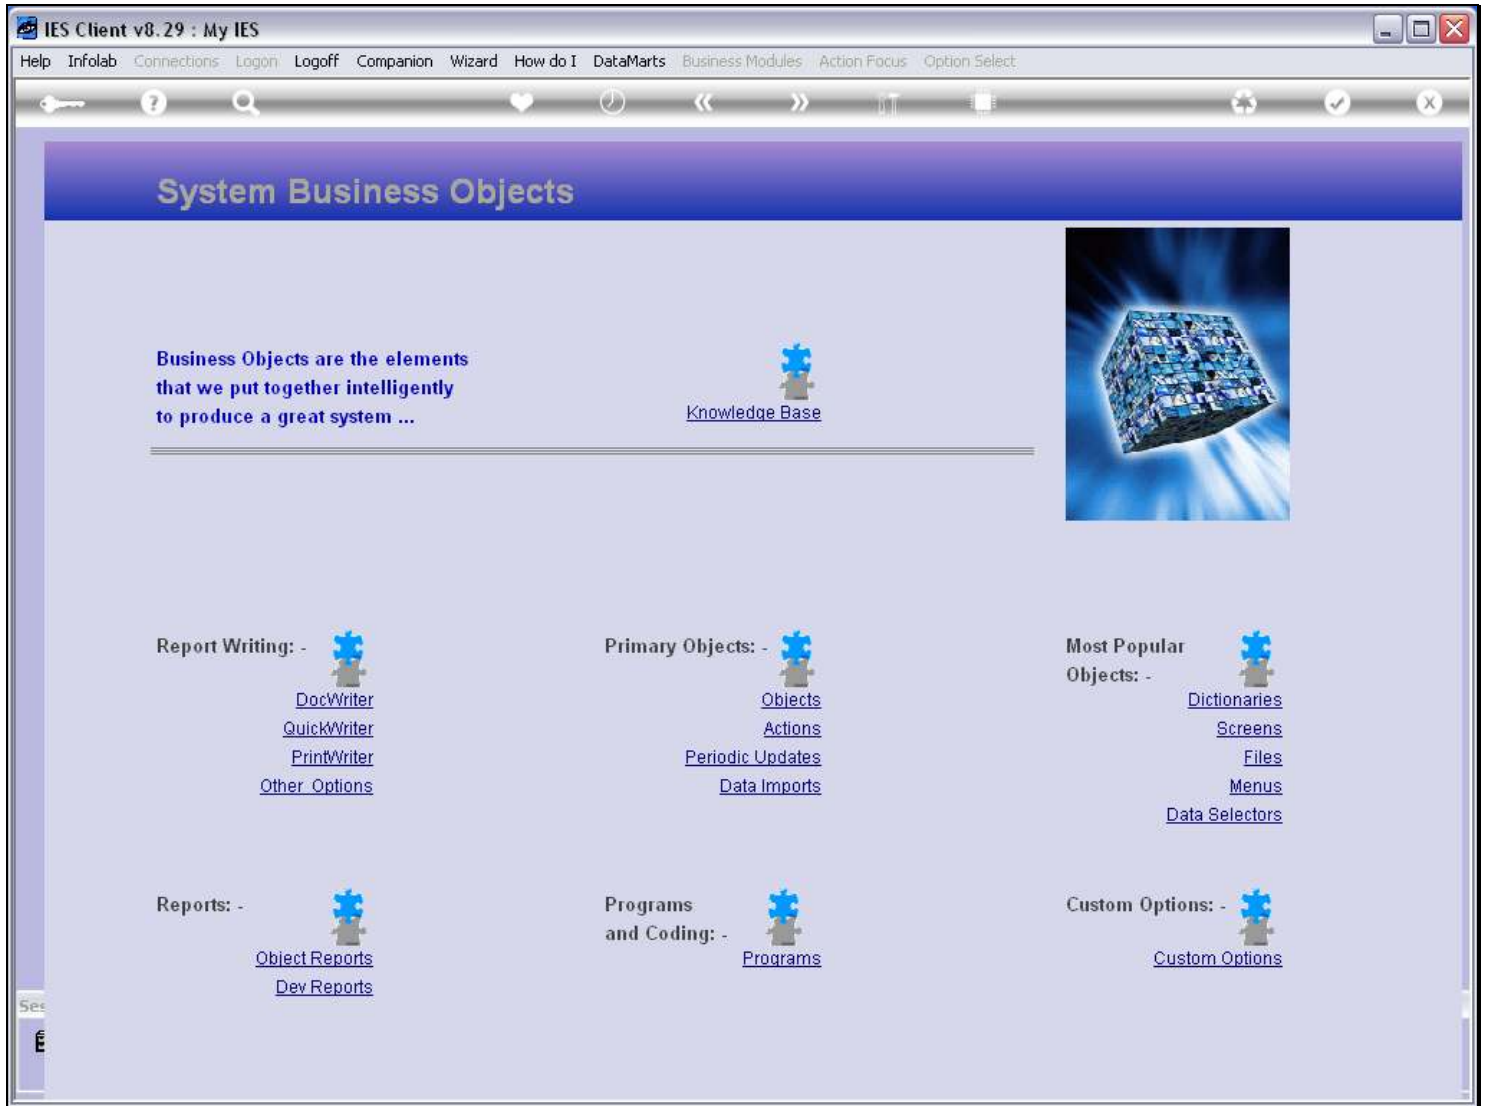 IES Client v8.29 : My IES
Help Infolab Connections Logon Logoff Companion Wizard How do I DataMarts Business Modules Action Focus Option Select
System Business Objects
Business Objects are the elements
that we put together intelligently
to produce a great system ...
Knowledge Base
Report Writing: -
DocWriter
QuickWriter
PrintWriter
Other Options
Primary Objects: -
Objects
Actions
Periodic Updates
Data Imports
Most Popular
Objects: -
Dictionaries
Screens
Files
Menus
Data Selectors
Reports: -
Object Reports
Dev Reports
Programs
and Coding: -
Programs
Custom Options: -
Custom Options